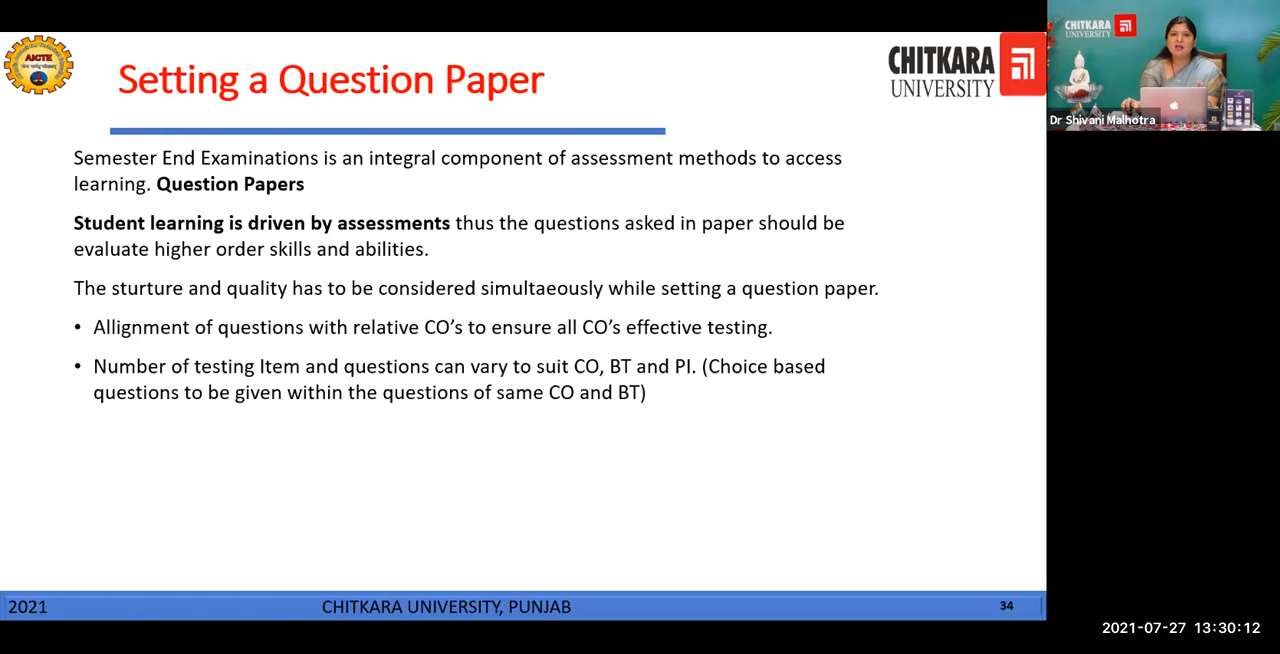 AICTE
Setting a Question Paper
CHITKARA
UNIVERSITY
CHITKARA
UNIVERSITY
Dr Shivani Malhotra
Semester End Examinations is an integral component of assessment methods to access
learning. Question Papers
Student learning is driven by assessments thus the questions asked in paper should be
evaluate higher order skills and abilities.
The sturture and quality has to be considered simultaeously while setting a question paper.
• Allignment of questions with relative CO’s to ensure all CO’s effective testing.
• Number of testing Item and questions can vary to suit CO, BT and PI. (Choice based
questions to be given within the questions of same CO and BT)
2021
CHITKARA UNIVERSITY, PUNJAB
34
2021-07-27 13:30:12